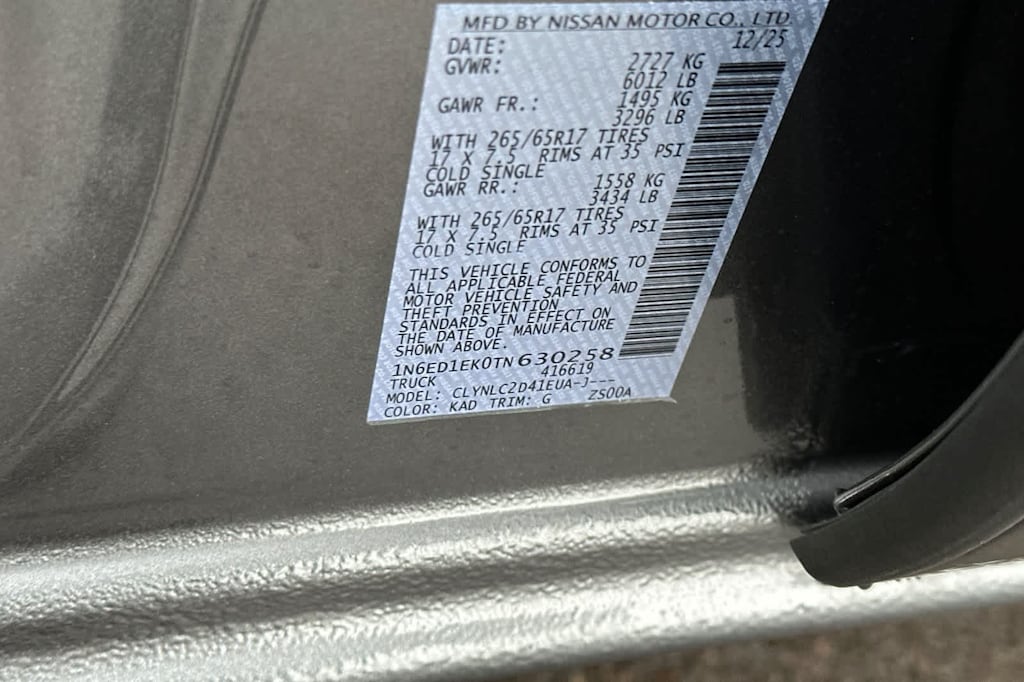 MFD BY NISSAN MOTOR CO., LTD
DATE: 12/25
GVWR: 2727 KG
6012 LB
GAWR FR.: 1495 KG
3296 LB
WITH 265/65R17 TIRES
17 X 7.5 RIMS AT 35 PSI
COLD SINGLE
GAWR RR.: 1558 KG
3434 LB
WITH 265/65R17 TIRES
17 X 7.5 RIMS AT 35 PSI
COLD SINGLE
THIS VEHICLE CONFORMS TO
ALL APPLICABLE FEDERAL
MOTOR VEHICLE SAFETY AND
THEFT PREVENTION
STANDARDS IN EFFECT ON
THE DATE OF MANUFACTURE
SHOWN ABOVE.
1N6ED1EK0TN630258
TRUCK 416619
MODEL: CLYNLC2D41EUA-J---
COLOR: KAD TRIM: G ZS00A